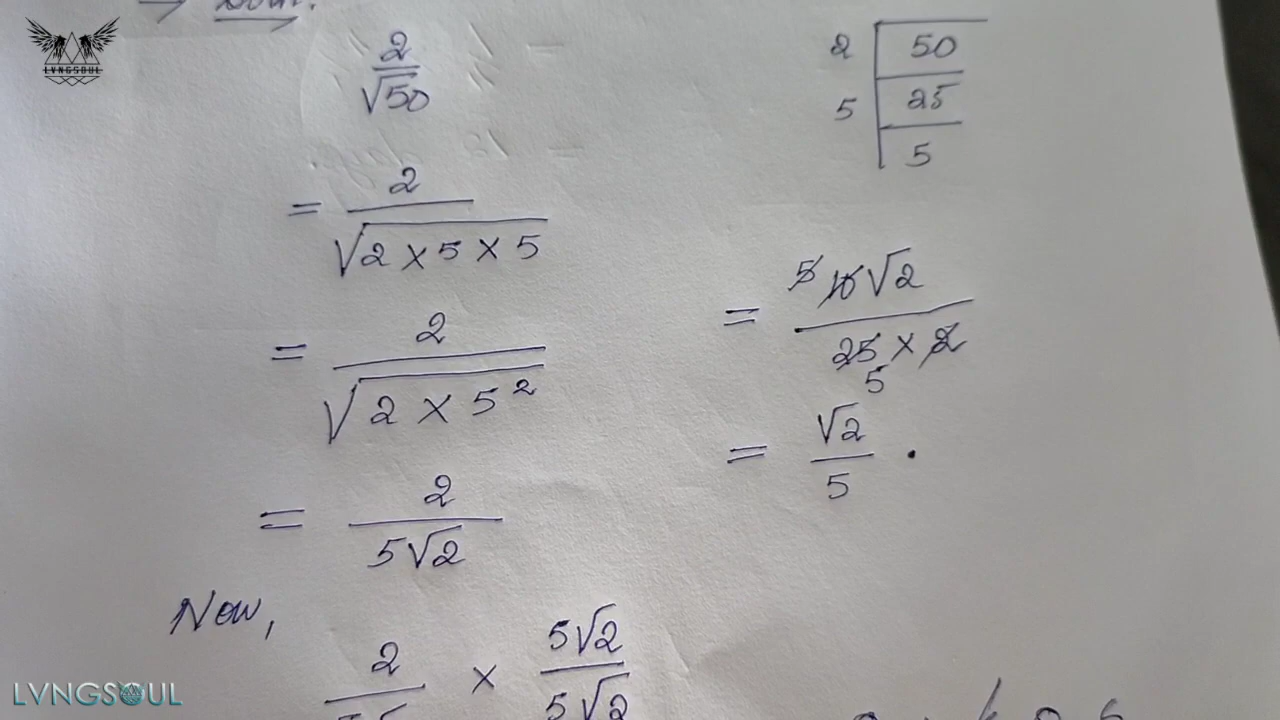 LVNGSOUL
2/√50
= 2/√(2 × 5 × 5)
= 2/√(2 × 5²)
= 2/(5√2)
Now,
2/ × 5√2/5√2
2 | 50
5 | 25
5
= 5 10√2/(25 × 2)
5
= √2/5 .
LVNGSOUL